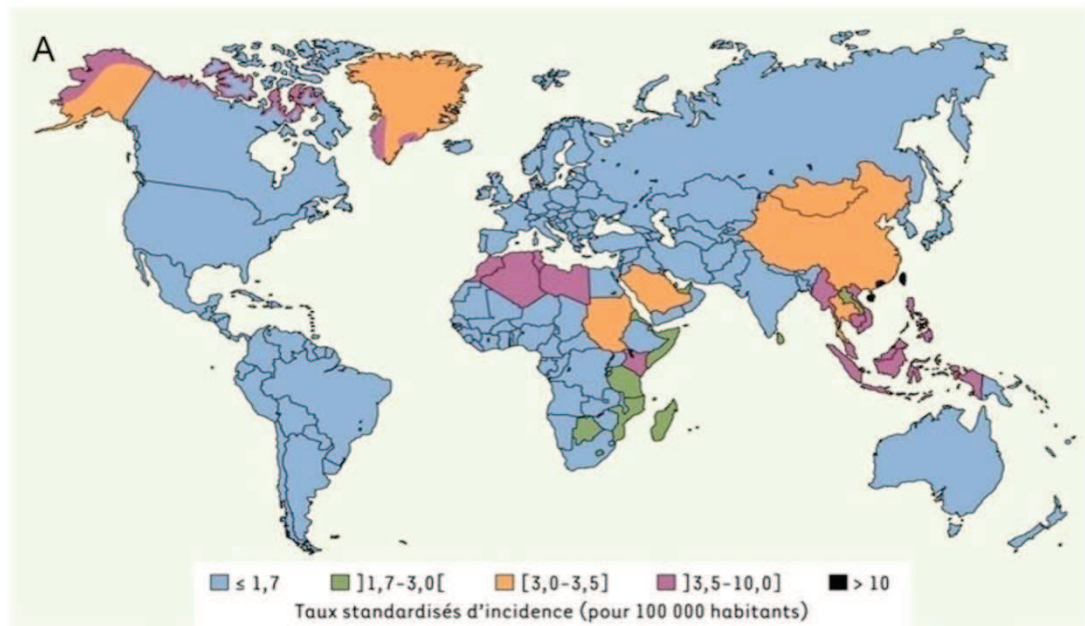 A
≤ 1,7 ]1,7-3,0[ [3,0-3,5] ]3,5-10,0] > 10
Taux standardisés d'incidence (pour 100 000 habitants)